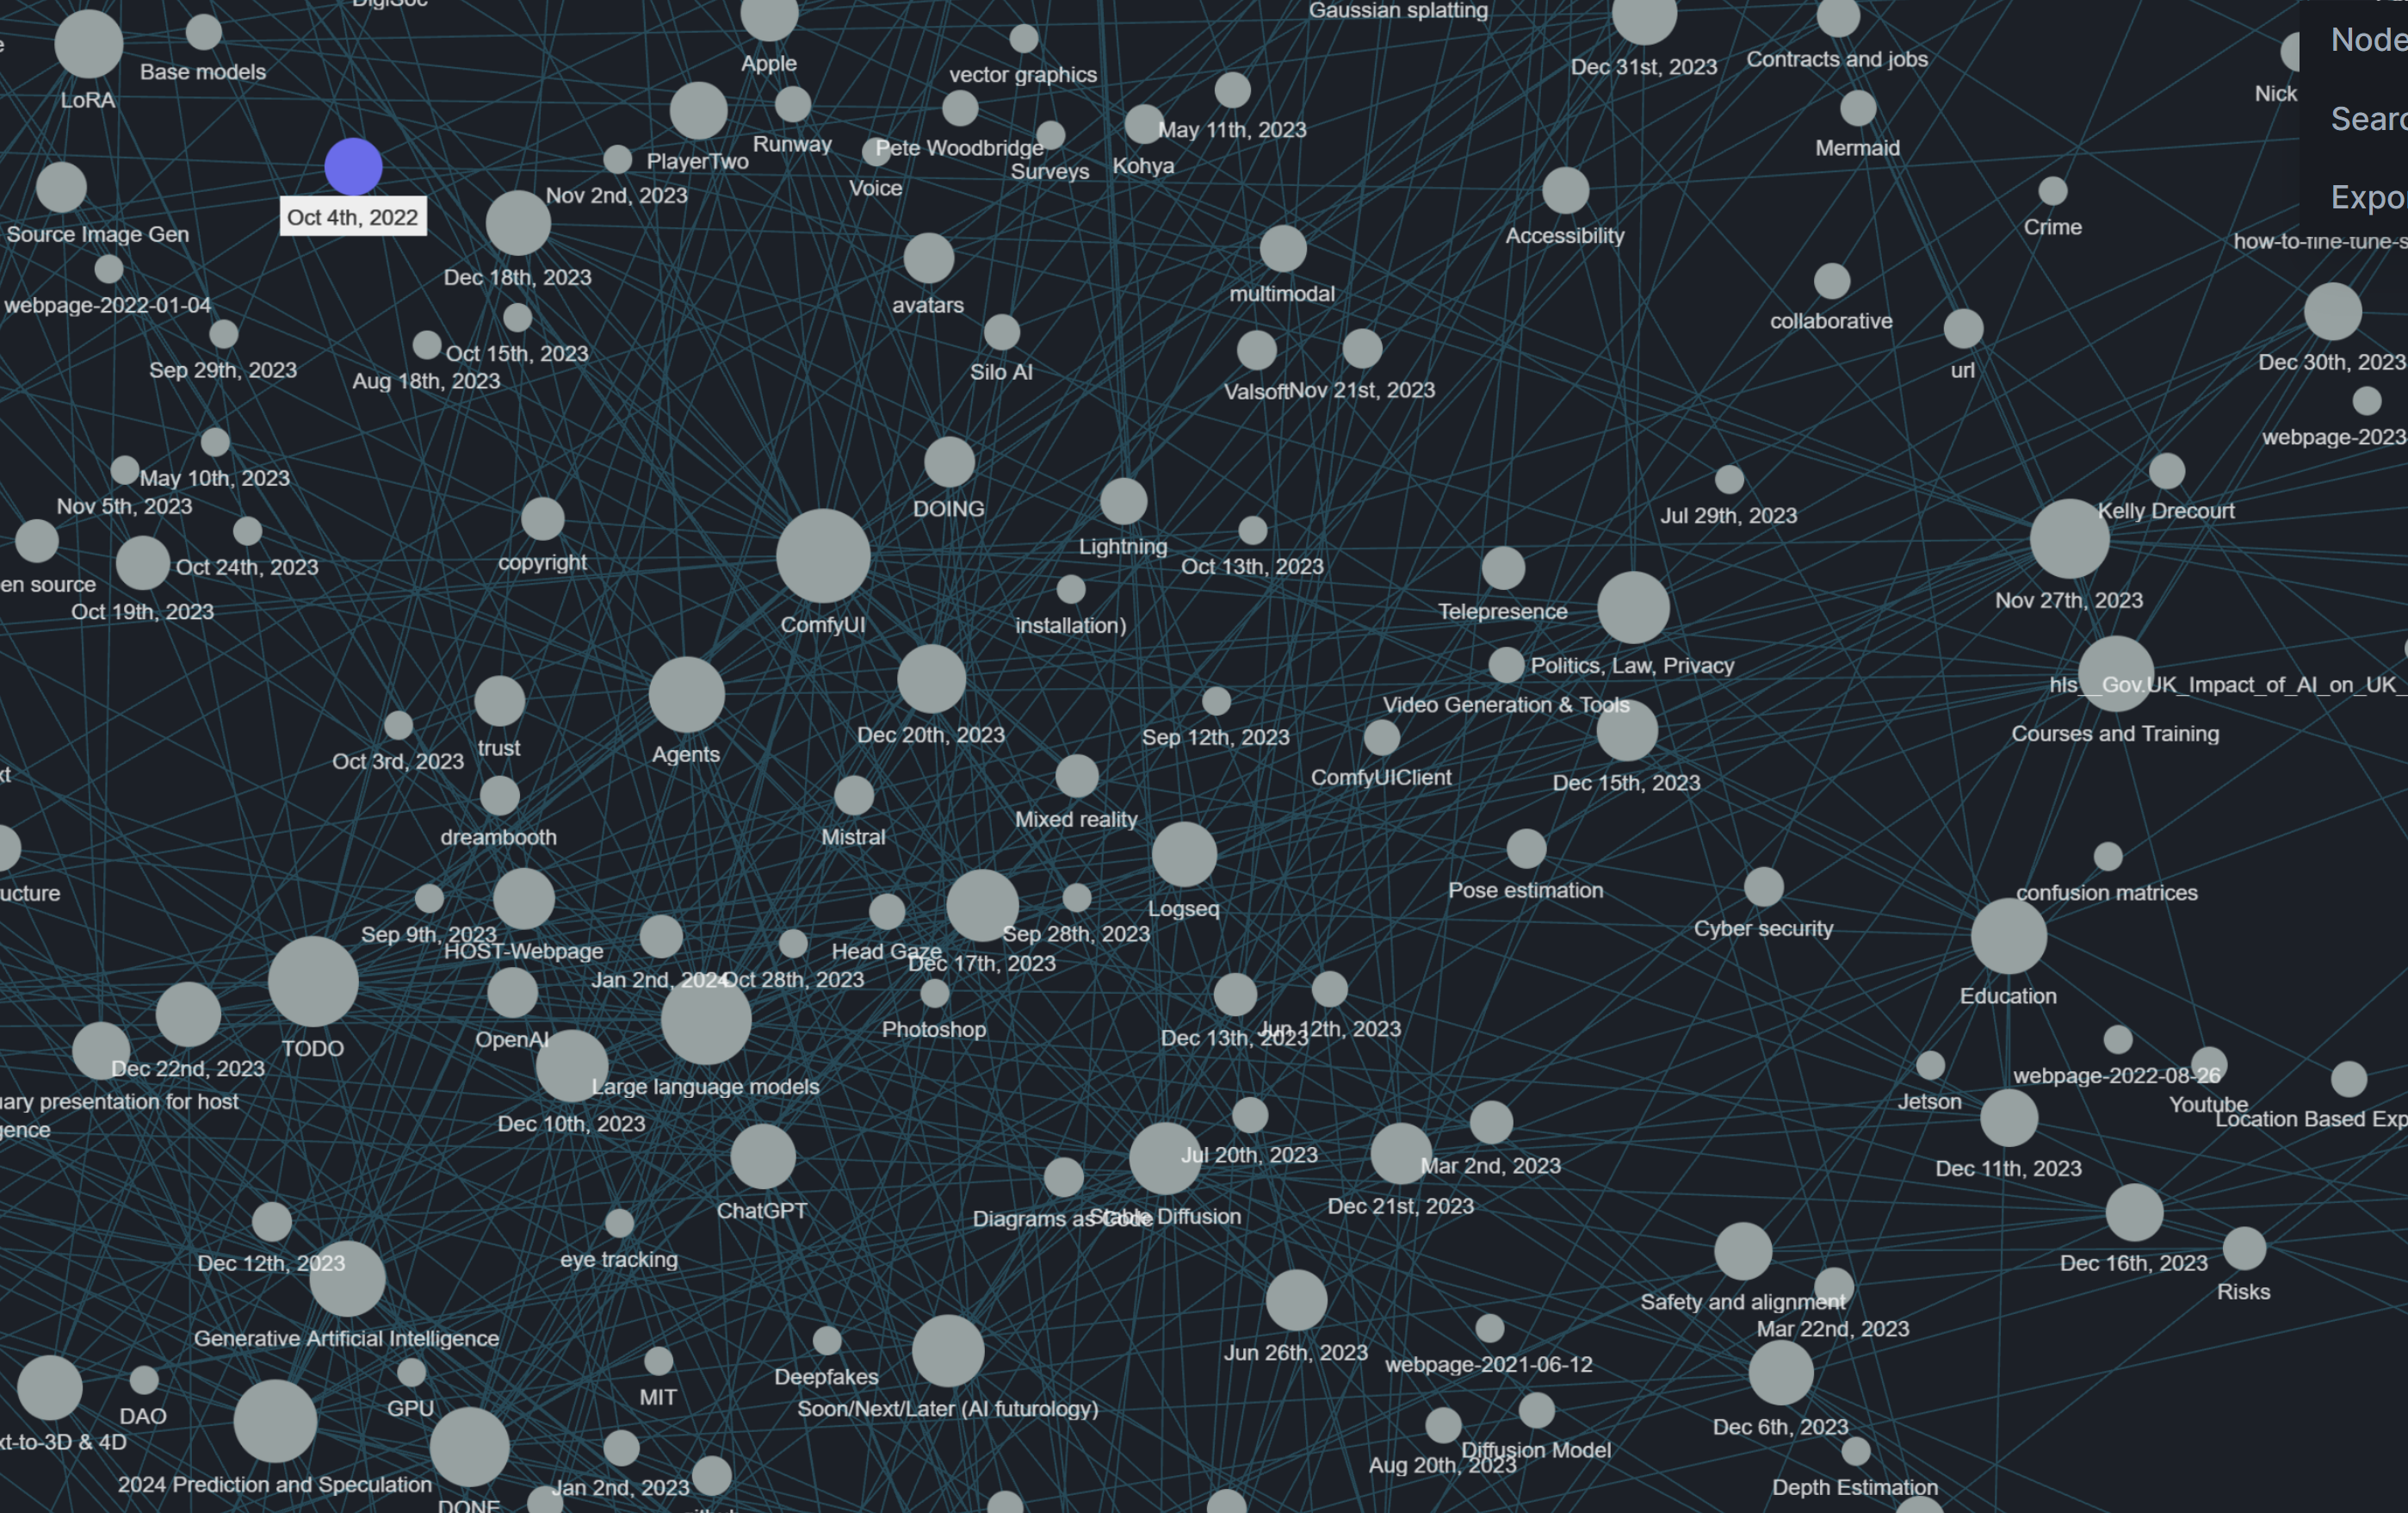 DigiSoc
Gaussian splatting
Node
LoRA
Base models
Apple
vector graphics
Dec 31st, 2023
Contracts and jobs
Nick
Searc
PlayerTwo
Runway
Pete Woodbridge
Surveys
Kohya
May 11th, 2023
Voice
Mermaid
Expor
Source Image Gen
Oct 4th, 2022
Nov 2nd, 2023
Dec 18th, 2023
Accessibility
Crime
how-to-fine-tune-s
webpage-2022-01-04
avatars
multimodal
collaborative
Sep 29th, 2023
Aug 18th, 2023
Oct 15th, 2023
Silo AI
Valsoft
Nov 21st, 2023
url
Dec 30th, 2023
webpage-2023
May 10th, 2023
Nov 5th, 2023
DOING
Jul 29th, 2023
Kelly Drecourt
en source
Oct 19th, 2023
Oct 24th, 2023
copyright
ComfyUI
Lightning
Oct 13th, 2023
installation)
Telepresence
Nov 27th, 2023
Politics, Law, Privacy
Video Generation & Tools
hls__Gov.UK_Impact_of_AI_on_UK_
Courses and Training
Oct 3rd, 2023
trust
Agents
Dec 20th, 2023
Sep 12th, 2023
ComfyUIClient
Dec 15th, 2023
xt
dreambooth
Mistral
Mixed reality
ucture
Sep 9th, 2023
HOST-Webpage
Jan 2nd, 2024
Oct 28th, 2023
Head Gaze
Dec 17th, 2023
Sep 28th, 2023
Logseq
Pose estimation
Cyber security
confusion matrices
Education
TODO
OpenAI
Photoshop
Dec 13th, 2023
Jun 12th, 2023
Dec 22nd, 2023
Large language models
uary presentation for host
gence
Dec 10th, 2023
Jetson
webpage-2022-08-26
Youtube
Location Based Exp
ChatGPT
Jul 20th, 2023
Mar 2nd, 2023
Dec 21st, 2023
Dec 11th, 2023
Diagrams as Code
Stable Diffusion
Dec 12th, 2023
eye tracking
Dec 16th, 2023
Risks
Generative Artificial Intelligence
Safety and alignment
Mar 22nd, 2023
Jun 26th, 2023
webpage-2021-06-12
DAO
GPU
MIT
Deepfakes
Soon/Next/Later (AI futurology)
xt-to-3D & 4D
2024 Prediction and Speculation
DONE
Jan 2nd, 2023
Aug 20th, 2023
Diffusion Model
Dec 6th, 2023
Depth Estimation